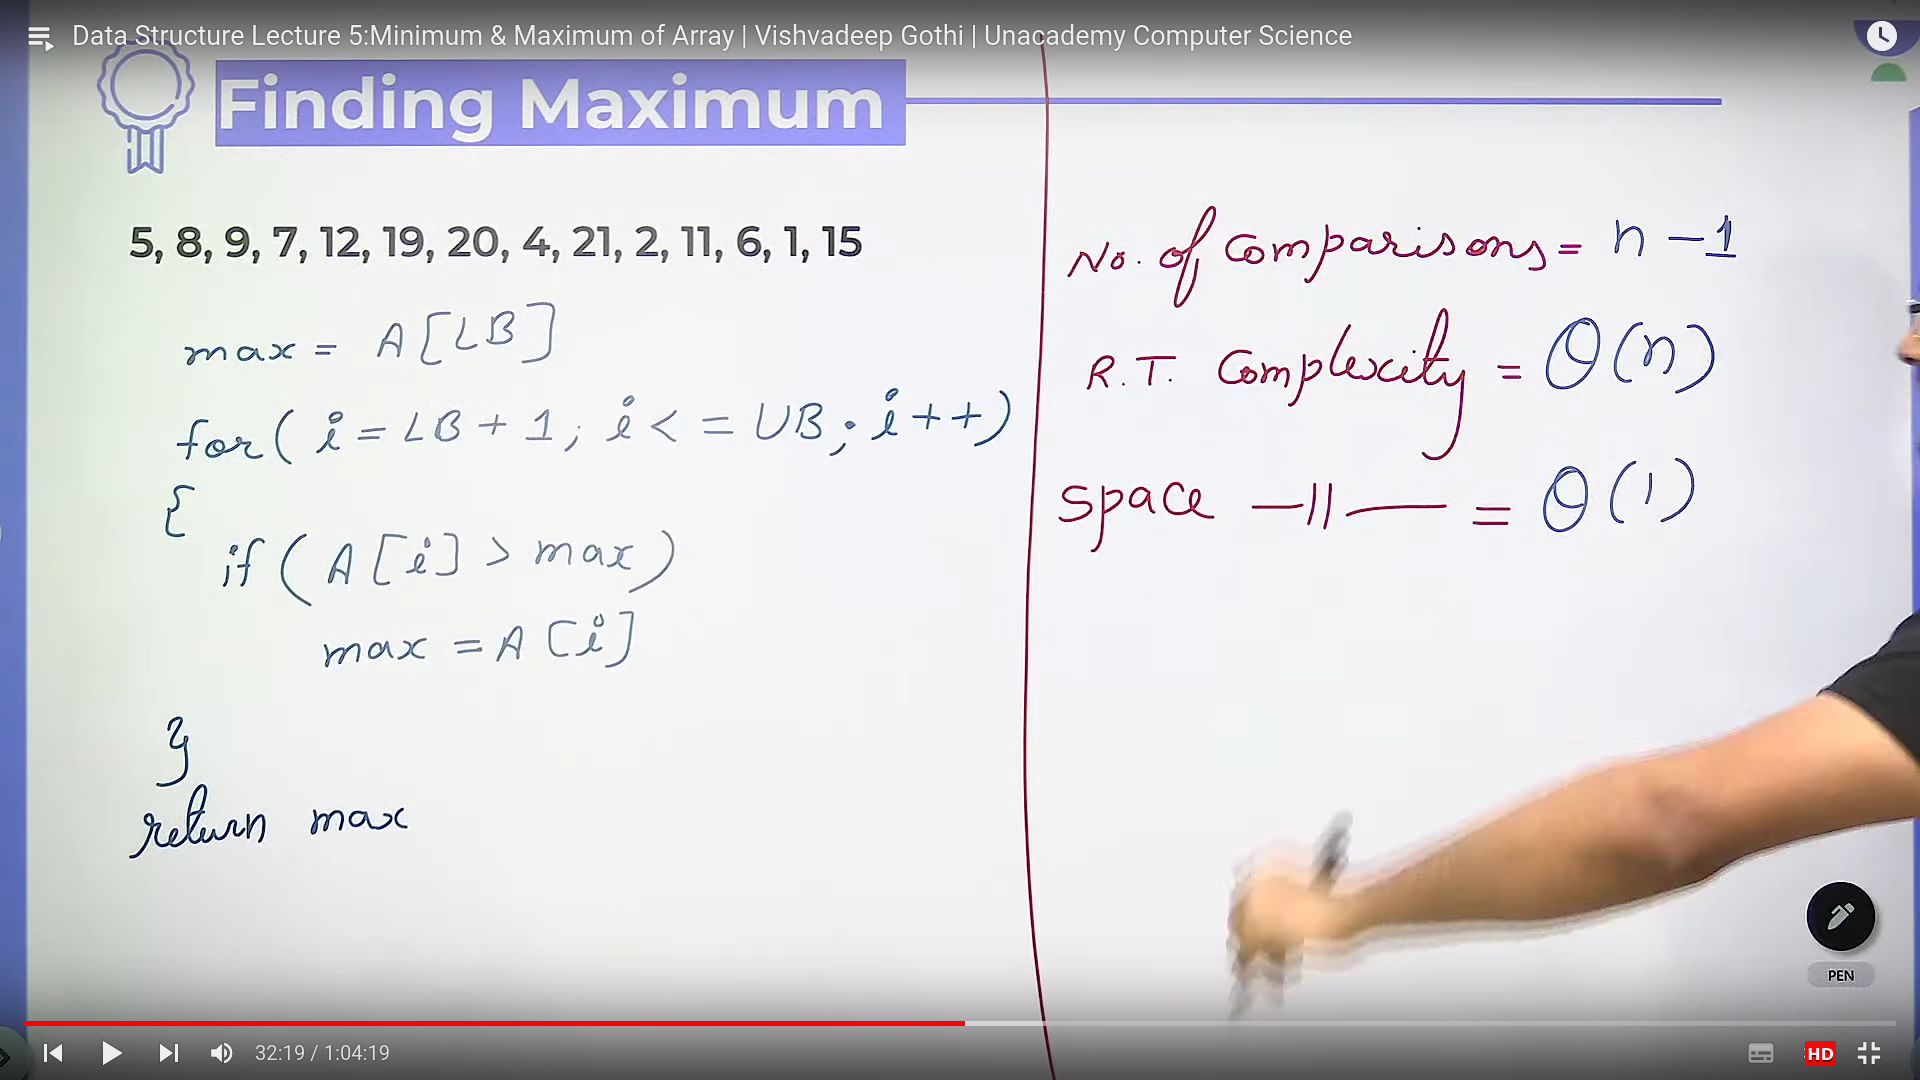 Data Structure Lecture 5:Minimum & Maximum of Array | Vishvadeep Gothi | Unacademy Computer Science
Finding Maximum
5, 8, 9, 7, 12, 19, 20, 4, 21, 2, 11, 6, 1, 15
max = A[LB]
for( i = LB + 1; i < = UB; i ++)
{
if( A[i] > max)
max = A[i]
}
return max
No. of comparisons = n - 1
R.T. Complexity = θ(n)
Space —||— = θ(1)
PEN
32:19 / 1:04:19
HD